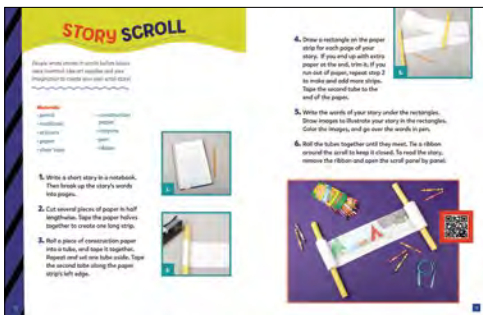 STORY SCROLL
People wrote stories in scrolls before books
were invented. Use art supplies and your
imagination to create your own scroll story!
Materials
• pencil
• notebook
• scissors
• paper
• clear tape
• construction
paper
• crayons
• pen
• ribbon
1. Write a short story in a notebook.
Then break up the story's words
into pages.
2. Cut several pieces of paper in half
lengthwise. Tape the paper halves
together to create one long strip.
3. Roll a piece of construction paper
into a tube, and tape it together.
Repeat and set one tube aside. Tape
the second tube along the paper
strip's left edge.
4. Draw a rectangle on the paper
strip for each page of your
story. If you end up with extra
paper at the end, trim it. If you
run out of paper, repeat step 2
to make and add more strips.
Tape the second tube to the
end of the paper.
5. Write the words of your story under the rectangles.
Draw images to illustrate your story in the rectangles.
Color the images, and go over the words in pen.
6. Roll the tubes together until they meet. Tie a ribbon
around the scroll to keep it closed. To read the story,
remove the ribbon and open the scroll panel by panel.